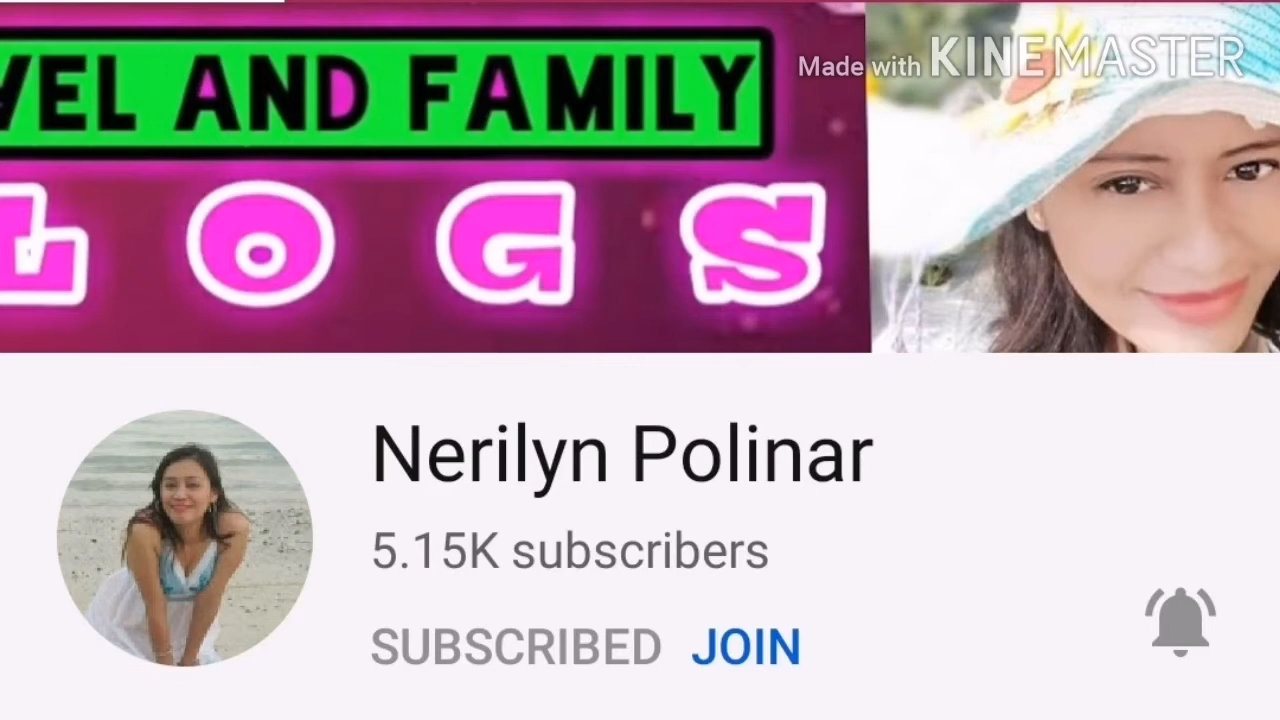 VEL AND FAMILY
LOGS
Made with KINEMASTER
Nerilyn Polinar
5.15K subscribers
SUBSCRIBED JOIN